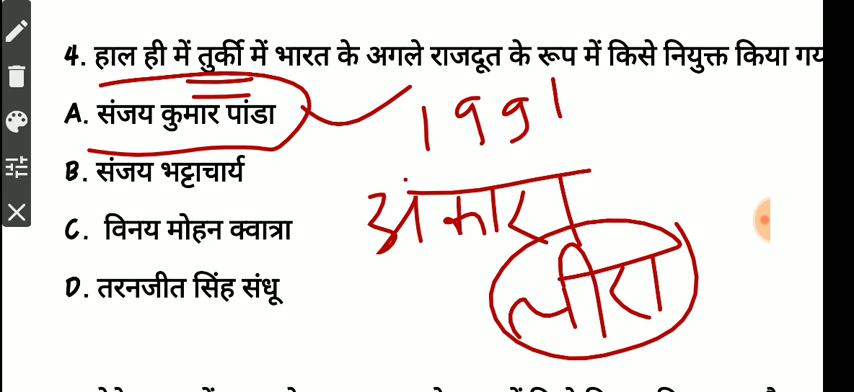 4. हाल ही में तुर्की में भारत के अगले राजदूत के रूप में किसे नियुक्त किया गय
A. संजय कुमार पांडा
1991
B. संजय भट्टाचार्य
अंकारा
C. विनय मोहन क्वात्रा
D. तरनजीत सिंह संधू
लीरा